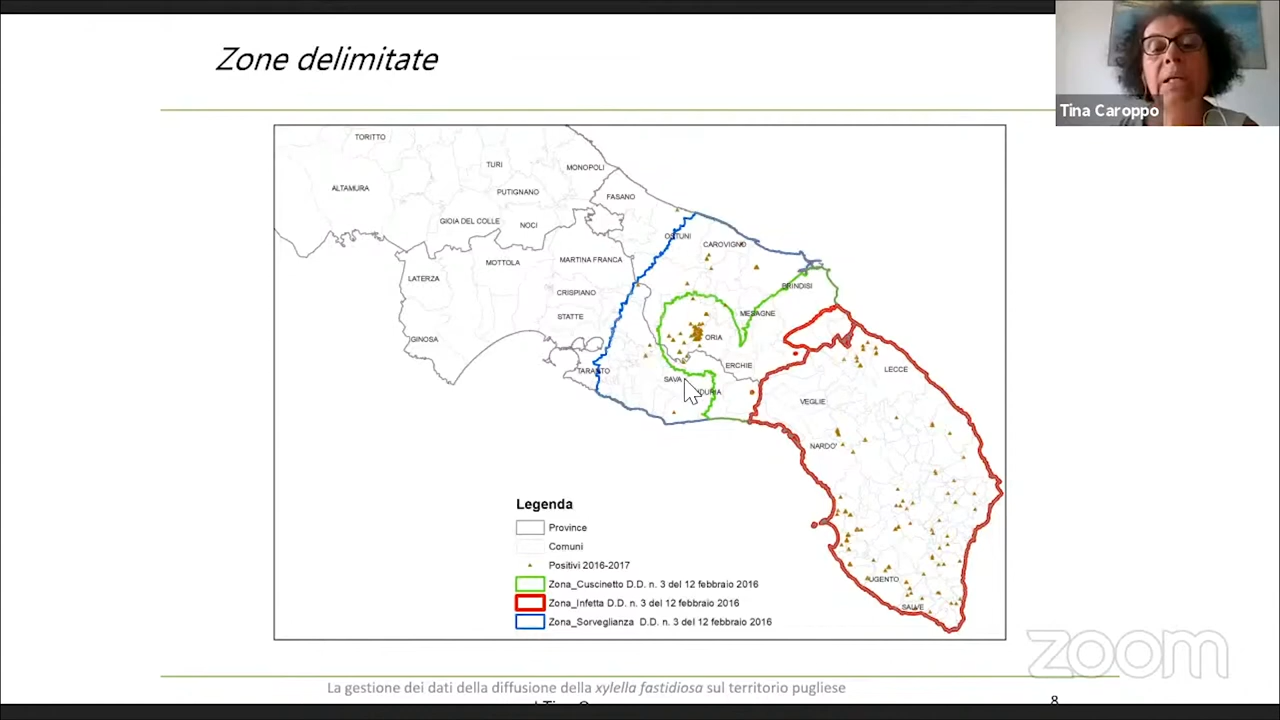 Zone delimitate
Tina Caroppo
TORITTO
TURI
MONOPOLI
ALTAMURA
PUTIGNANO
FASANO
GIOIA DEL COLLE
NOCI
OSTUNI
CAROVIGNO
MOTTOLA
MARTINA FRANCA
LATERZA
CRISPIANO
BRINDISI
STATTE
MESAGNE
GINOSA
ORIA
TARANTO
ERCHIE
LECCE
SAVA
DURIA
VEGLIE
NARDO'
UGENTO
SALVE
Legenda
Province
Comuni
Positivi 2016-2017
Zona_Cuscinetto D.D. n. 3 del 12 febbraio 2016
Zona_Infetta D.D. n. 3 del 12 febbraio 2016
Zona_Sorveglianza D.D. n. 3 del 12 febbraio 2016
zoom
La gestione dei dati della diffusione della xylella fastidiosa sul territorio pugliese
8